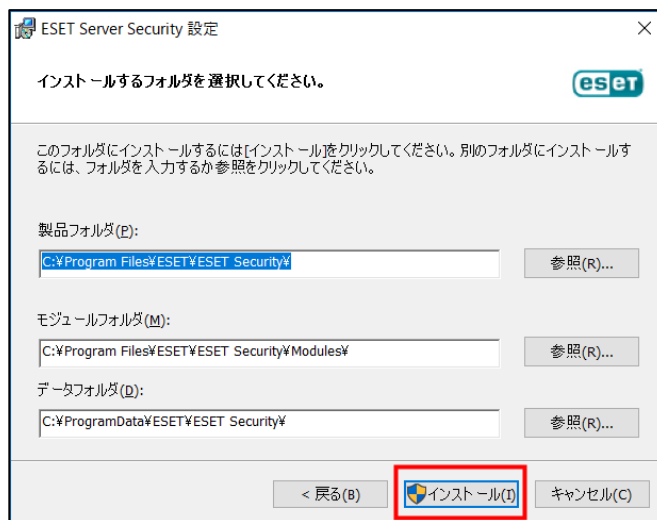 ESET Server Security 設定
インストールするフォルダを選択してください。
eset
このフォルダにインストールするには[インストール]をクリックしてください。別のフォルダにインストールす
るには、フォルダを入力するか参照をクリックしてください。
製品フォルダ(P):
C:¥Program Files¥ESET¥ESET Security¥
参照(R)...
モジュールフォルダ(M):
C:¥Program Files¥ESET¥ESET Security¥Modules¥
参照(R)...
データフォルダ(D):
C:¥ProgramData¥ESET¥ESET Security¥
参照(R)...
< 戻る(B)
インストール(I)
キャンセル(C)